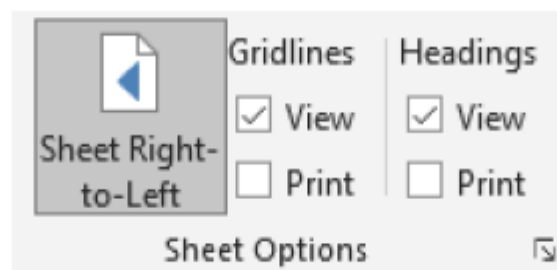 Sheet Right-
to-Left
Gridlines
View
Print
Headings
View
Print
Sheet Options